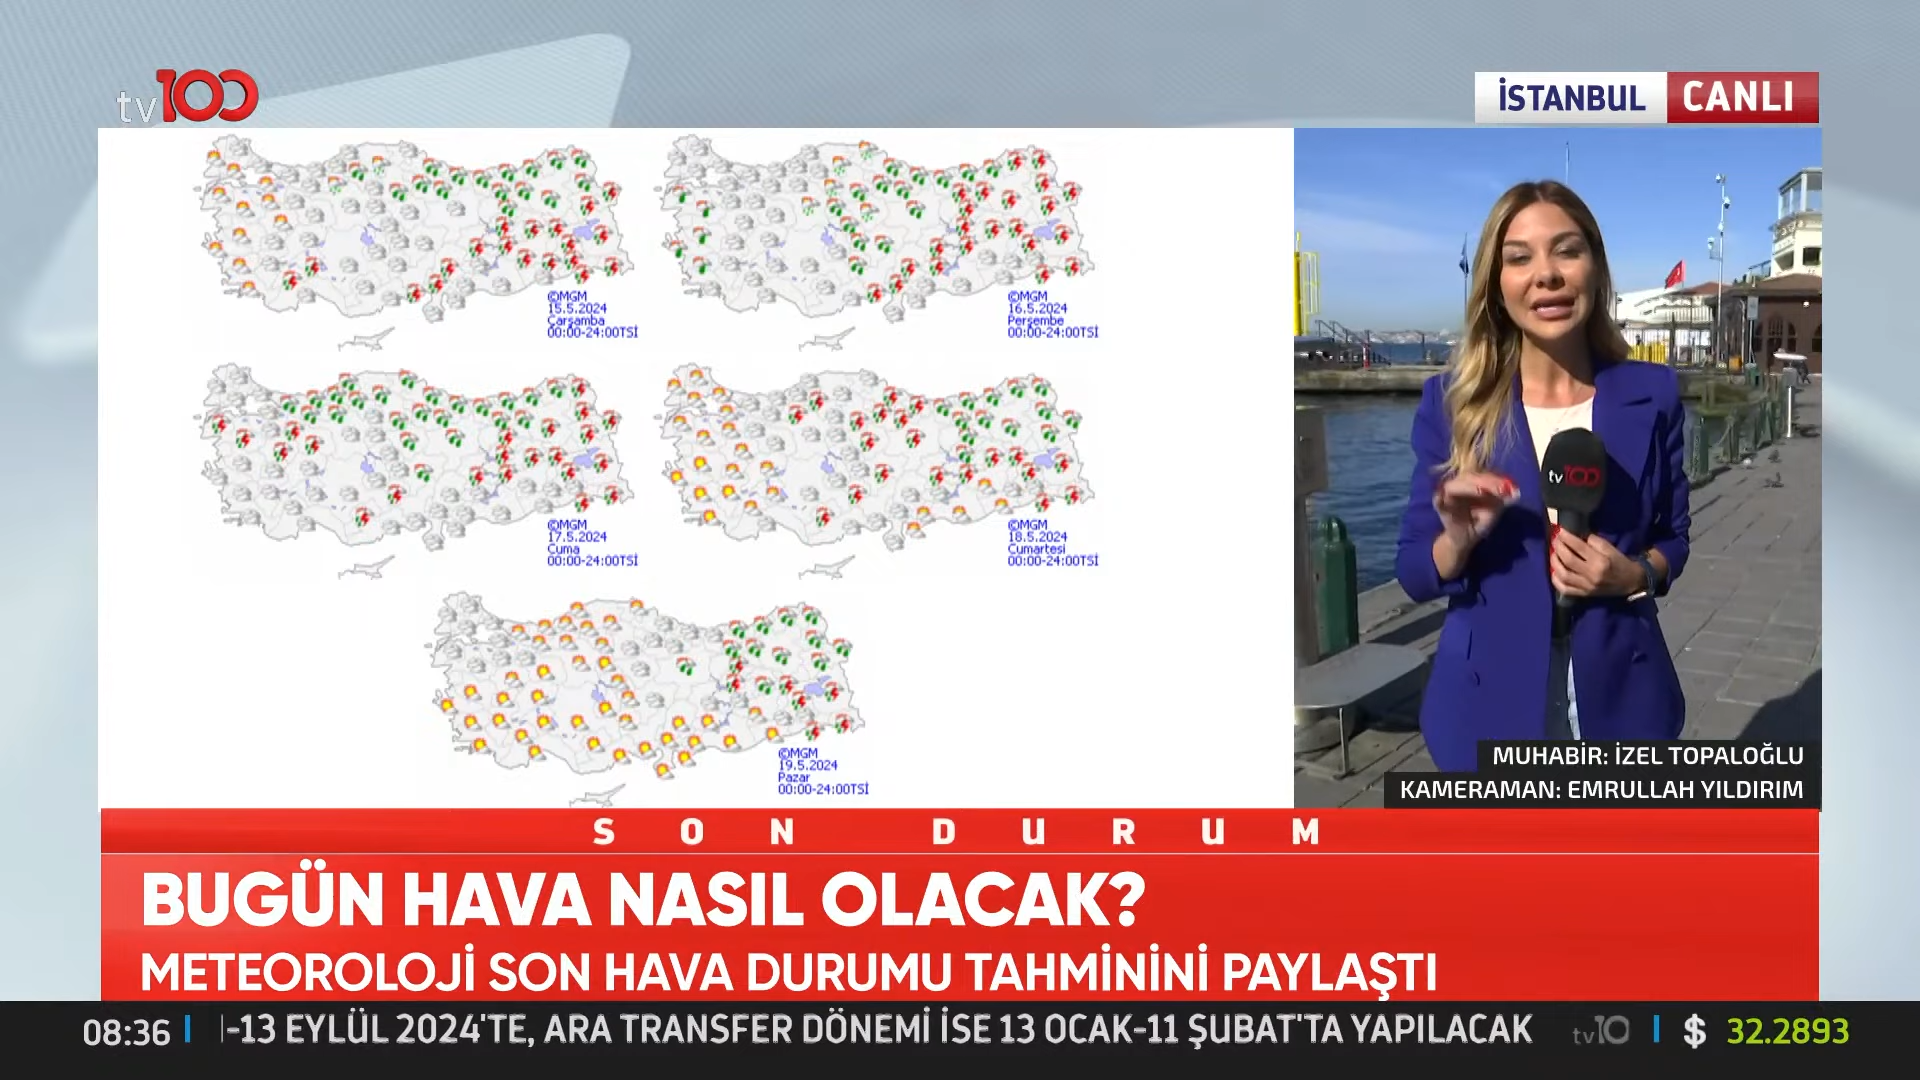 tv100
İSTANBUL CANLI
©MGM
15.5.2024
Çarşamba
00:00-24:00TSİ
©MGM
16.5.2024
Perşembe
00:00-24:00TSİ
©MGM
17.5.2024
Cuma
00:00-24:00TSİ
©MGM
18.5.2024
Cumartesi
00:00-24:00TSİ
©MGM
19.5.2024
Pazar
00:00-24:00TSİ
tv100
MUHABİR: İZEL TOPALOĞLU
KAMERAMAN: EMRULLAH YILDIRIM
SON DURUM
BUGÜN HAVA NASIL OLACAK?
METEOROLOJİ SON HAVA DURUMU TAHMİNİNİ PAYLAŞTI
08:36 -13 EYLÜL 2024'TE, ARA TRANSFER DÖNEMİ İSE 13 OCAK-11 ŞUBAT'TA YAPILACAK tv10 $ 32.2893